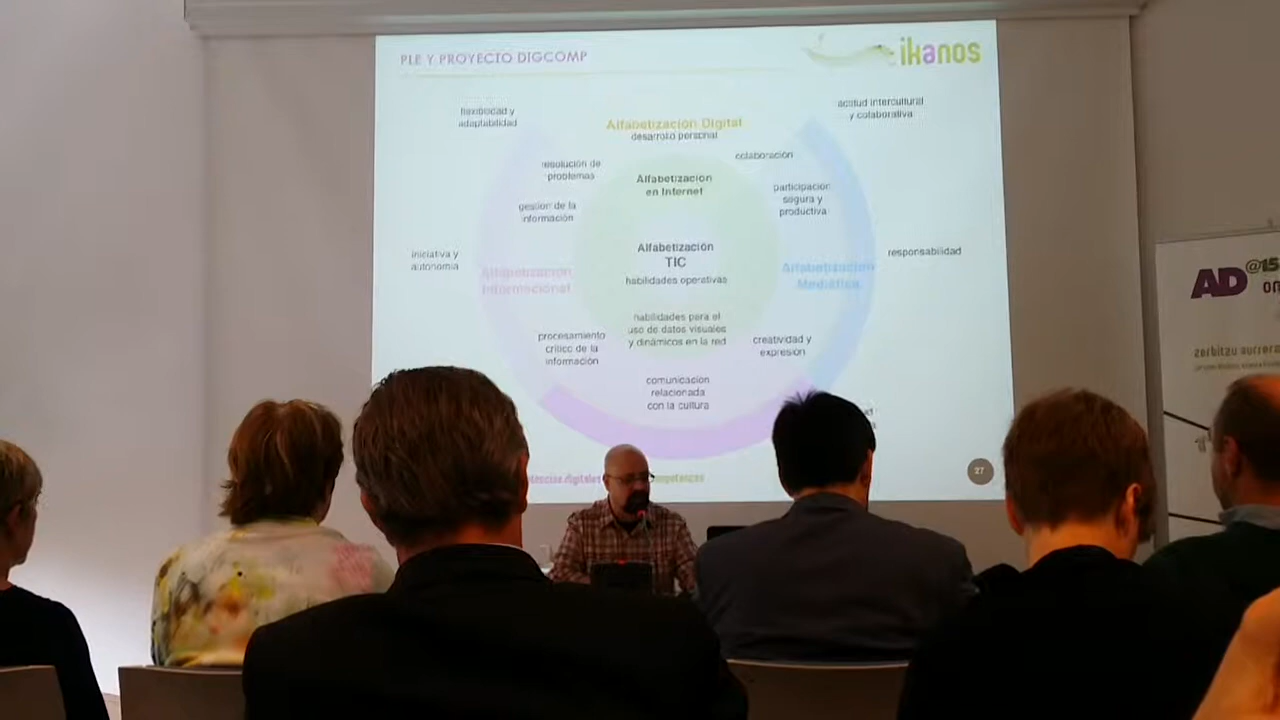 PLE Y PROYECTO DIGCOMP
ikanos
flexibilidad y
adaptabilidad
actitud intercultural
y colaborativa
Alfabetización Digital
desarrollo personal
resolución de
problemas
colaboración
Alfabetización
en Internet
participación
segura y
productiva
gestión de la
información
iniciativa y
autonomía
Alfabetización
TIC
habilidades operativas
responsabilidad
Alfabetización
Informacional
Alfabetización
Mediática
habilidades para el
uso de datos visuales
y dinámicos en la red
procesamiento
crítico de la
información
creatividad y
expresión
comunicación
relacionada
con la cultura
27
digitales
AD@15
zerbitzu aurrera